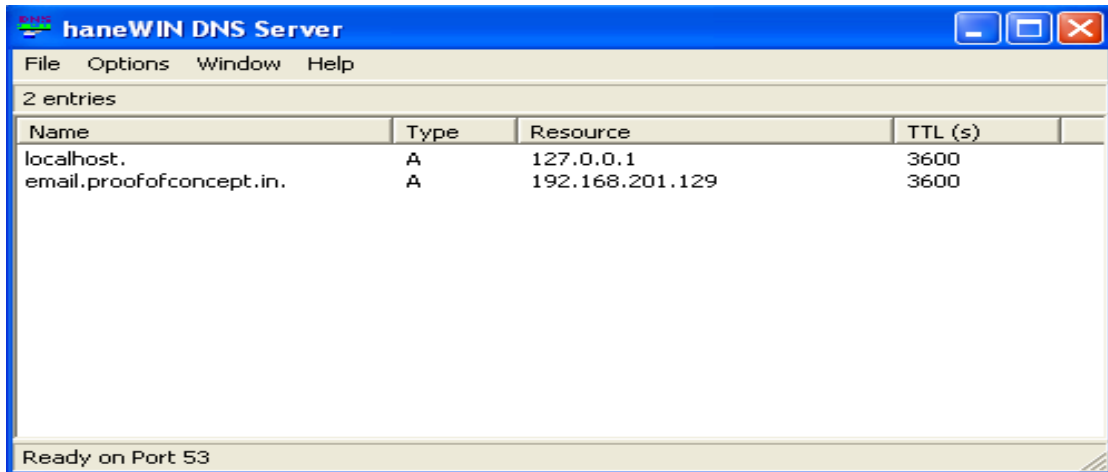 DNS haneWIN DNS Server
File Options Window Help
2 entries
Name Type Resource TTL (s)
localhost. A 127.0.0.1 3600
email.proofofconcept.in. A 192.168.201.129 3600
Ready on Port 53